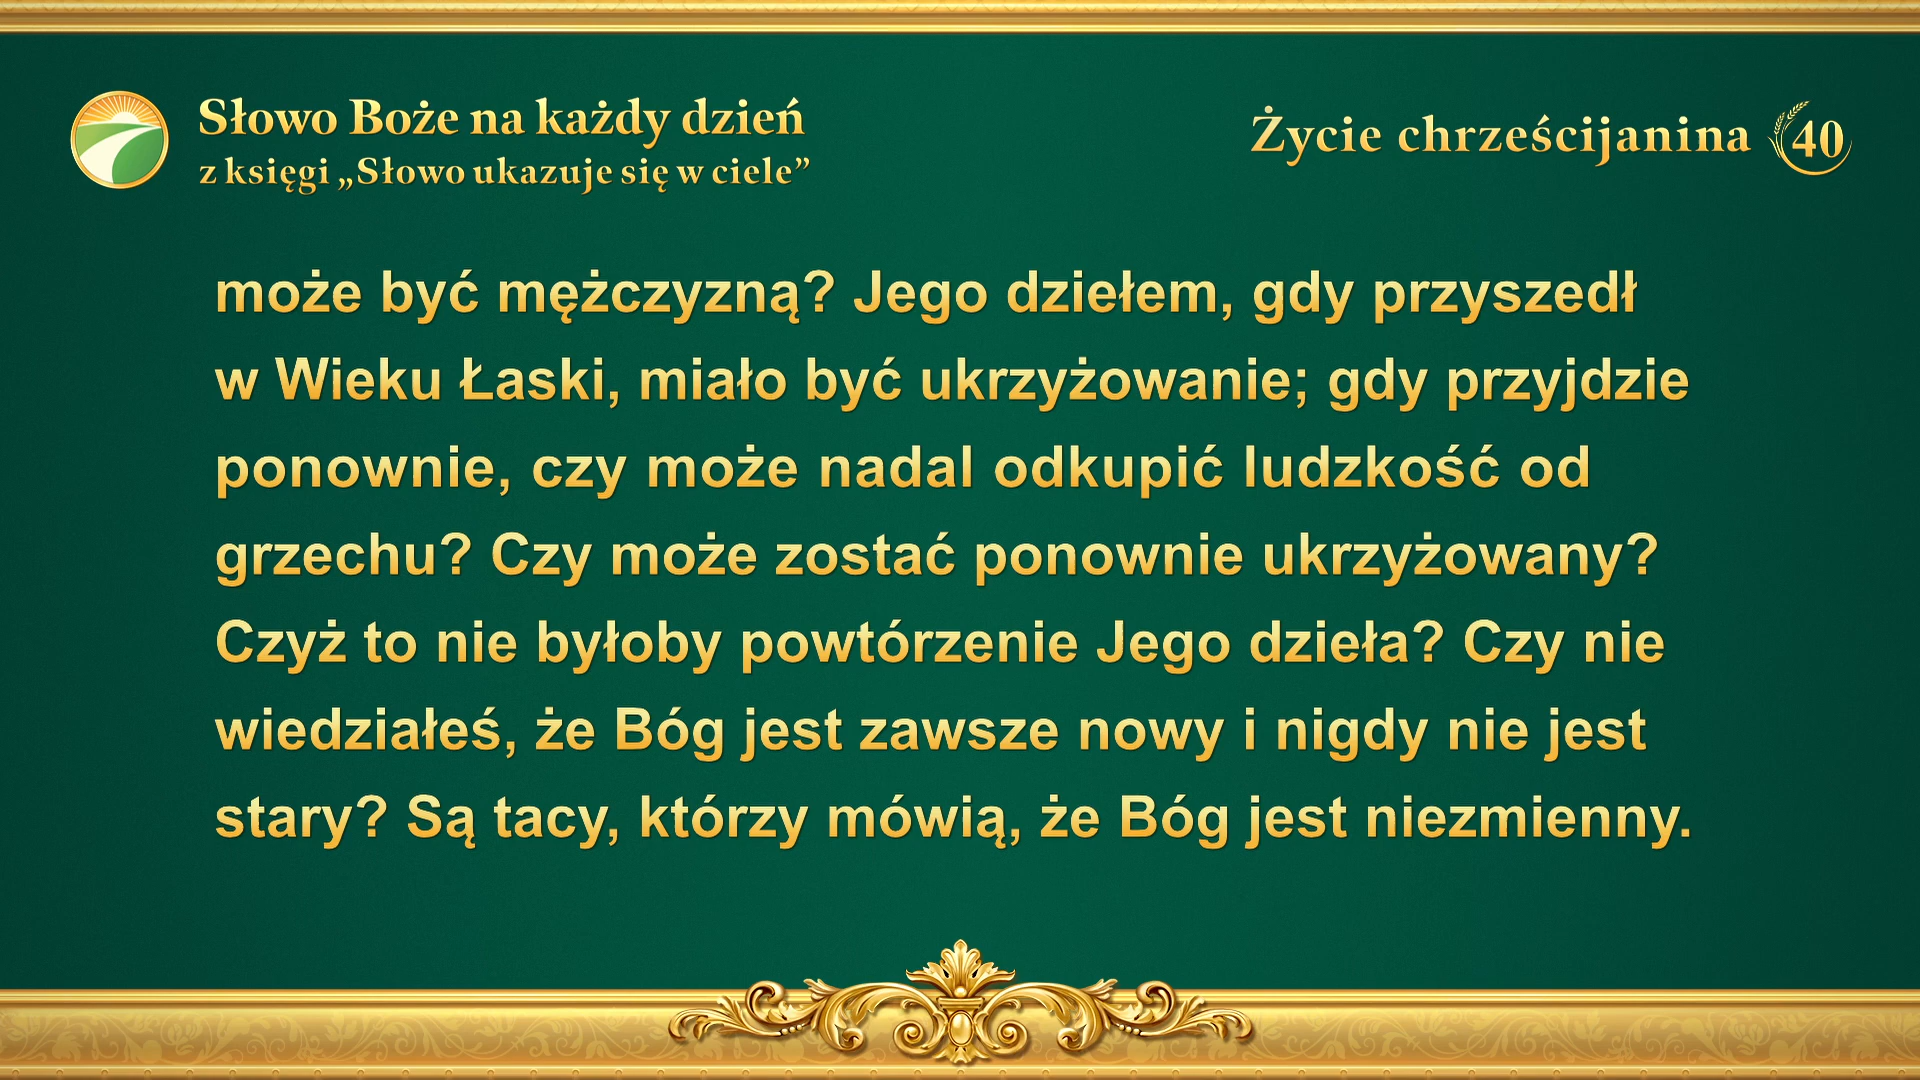 Słowo Boże na każdy dzień
z księgi „Słowo ukazuje się w ciele”
Życie chrześcijanina 40
może być mężczyzną? Jego dziełem, gdy przyszedł
w Wieku Łaski, miało być ukrzyżowanie; gdy przyjdzie
ponownie, czy może nadal odkupić ludzkość od
grzechu? Czy może zostać ponownie ukrzyżowany?
Czyż to nie byłoby powtórzenie Jego dzieła? Czy nie
wiedziałeś, że Bóg jest zawsze nowy i nigdy nie jest
stary? Są tacy, którzy mówią, że Bóg jest niezmienny.